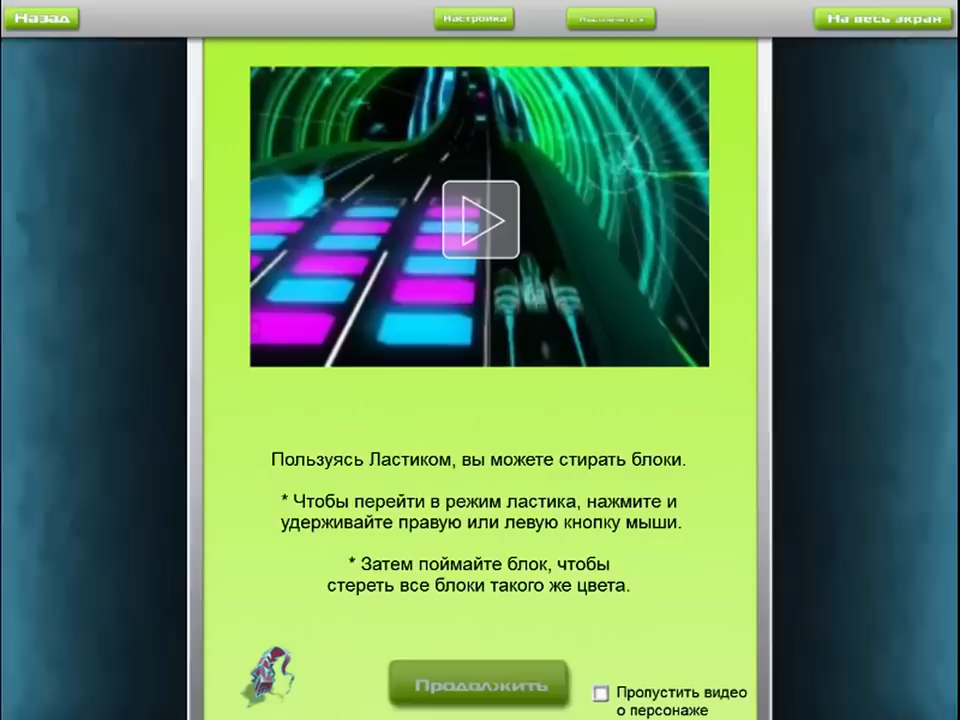 Назад
Настройка
На весь экран
Пользуясь Ластиком, вы можете стирать блоки.
* Чтобы перейти в режим ластика, нажмите и
удерживайте правую или левую кнопку мыши.
* Затем поймайте блок, чтобы
стереть все блоки такого же цвета.
Продолжить
Пропустить видео
о персонаже